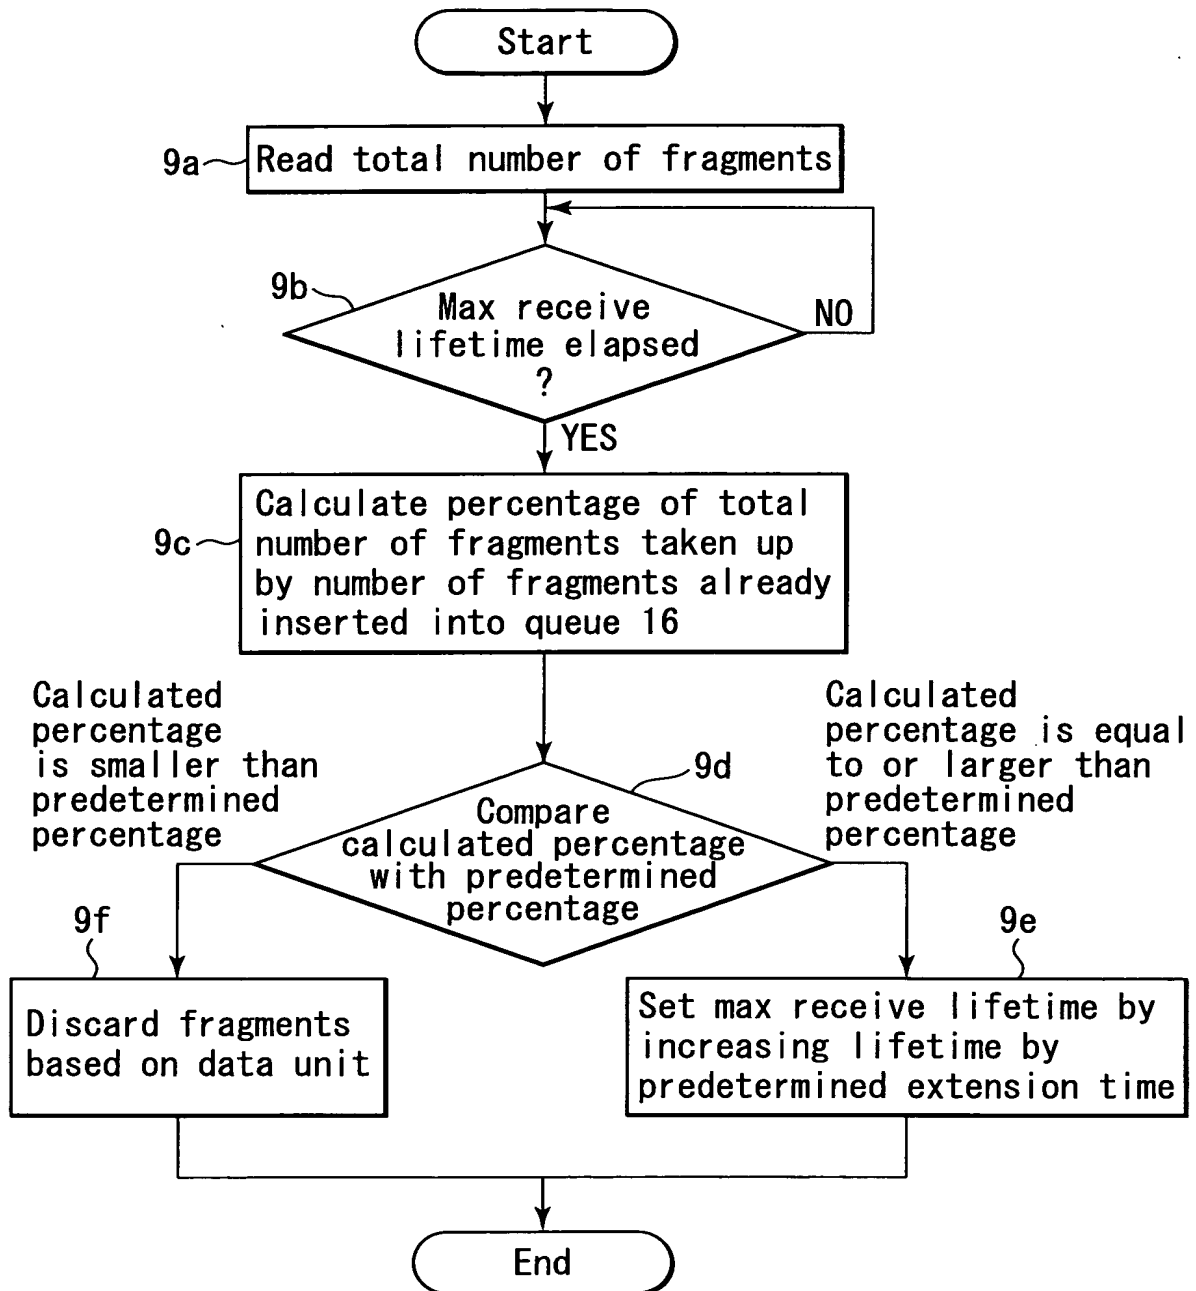 Start
9a
Read total number of fragments
9b
Max receive
lifetime elapsed
?
NO
YES
9c
Calculate percentage of total
number of fragments taken up
by number of fragments already
inserted into queue 16
Calculated
percentage
is smaller than
predetermined
percentage
Calculated
percentage is equal
to or larger than
predetermined
percentage
9d
Compare
calculated percentage
with predetermined
percentage
9f
Discard fragments
based on data unit
9e
Set max receive lifetime by
increasing lifetime by
predetermined extension time
End